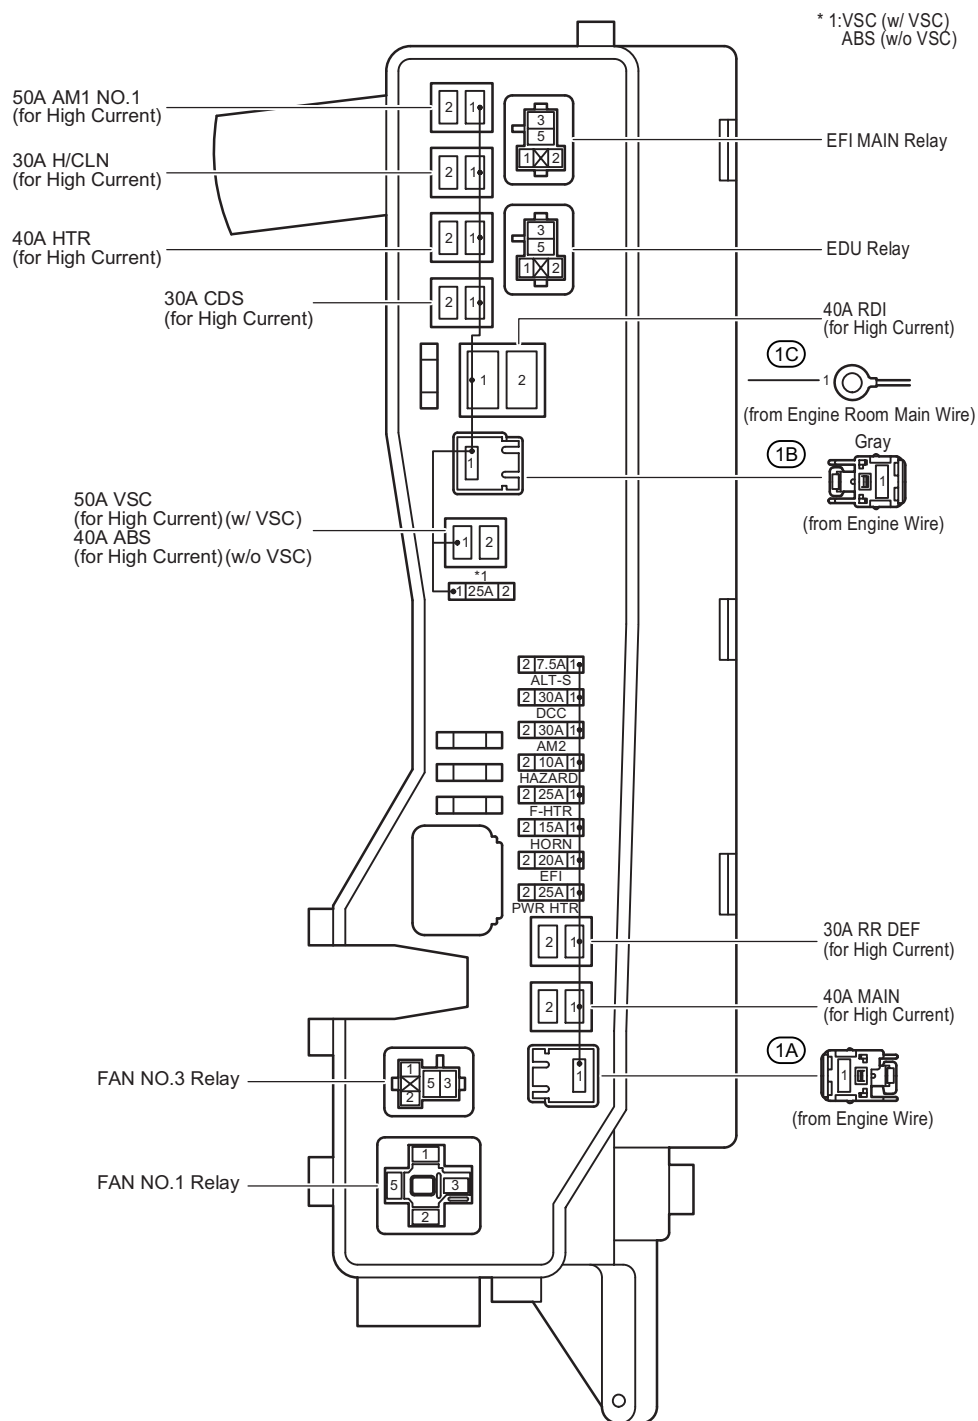 * 1:VSC (w/ VSC)
ABS (w/o VSC)
50A AM1 NO.1
(for High Current)
2 1
3
5
1 2
EFI MAIN Relay
30A H/CLN
(for High Current)
2 1
40A HTR
(for High Current)
2 1
3
5
1 2
EDU Relay
30A CDS
(for High Current)
2 1
40A RDI
(for High Current)
1 2
1C
1
(from Engine Room Main Wire)
1B
Gray
1
1
(from Engine Wire)
50A VSC
(for High Current) (w/ VSC)
40A ABS
(for High Current) (w/o VSC)
1 2
*1
1 25A 2
2 7.5A 1
ALT-S
2 30A 1
DCC
2 30A 1
AM2
2 10A 1
HAZARD
2 25A 1
F-HTR
2 15A 1
HORN
2 20A 1
EFI
2 25A 1
PWR HTR
2 1
30A RR DEF
(for High Current)
2 1
40A MAIN
(for High Current)
1A
1
1
(from Engine Wire)
FAN NO.3 Relay
1
5 3
2
FAN NO.1 Relay
1
5 3
2